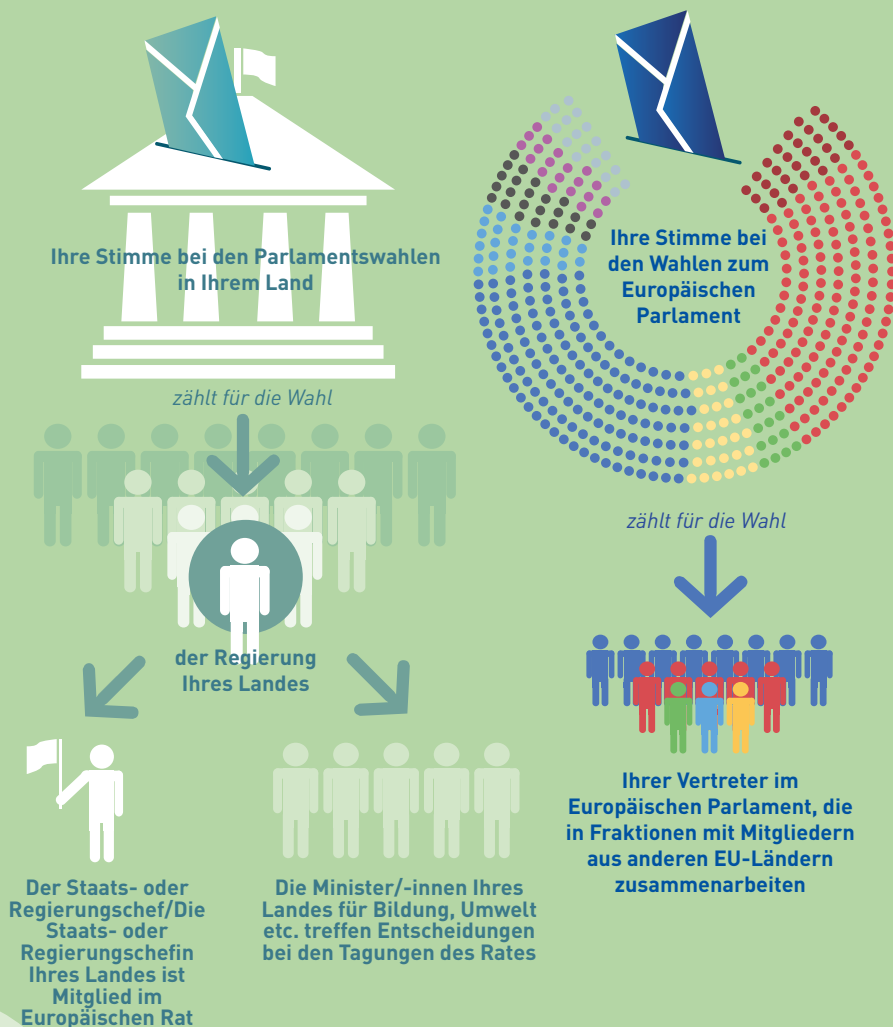 Ihre Stimme bei den Parlamentswahlen
in Ihrem Land
zählt für die Wahl
der Regierung
Ihres Landes
Der Staats- oder
Regierungschef/Die
Staats- oder
Regierungschefin
Ihres Landes ist
Mitglied im
Europäischen Rat
Die Minister/-innen Ihres
Landes für Bildung, Umwelt
etc. treffen Entscheidungen
bei den Tagungen des Rates
Ihre Stimme bei
den Wahlen zum
Europäischen
Parlament
zählt für die Wahl
Ihrer Vertreter im
Europäischen Parlament, die
in Fraktionen mit Mitgliedern
aus anderen EU-Ländern
zusammenarbeiten